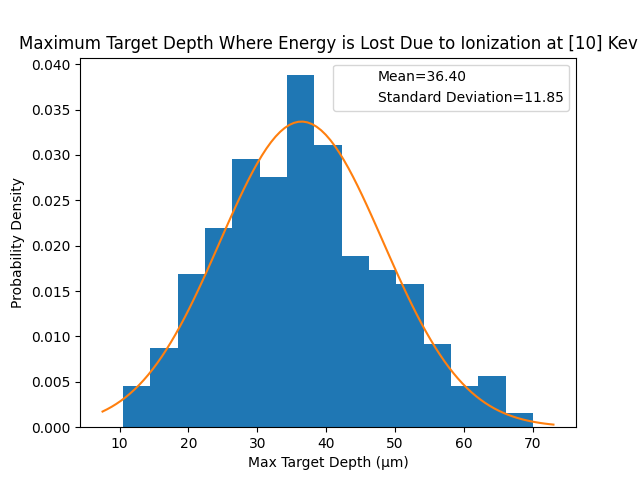 Maximum Target Depth Where Energy is Lost Due to Ionization at [10] Kev
Mean=36.40
Standard Deviation=11.85
Probability Density
0.040
0.035
0.030
0.025
0.020
0.015
0.010
0.005
0.000
10 20 30 40 50 60 70
Max Target Depth (μm)